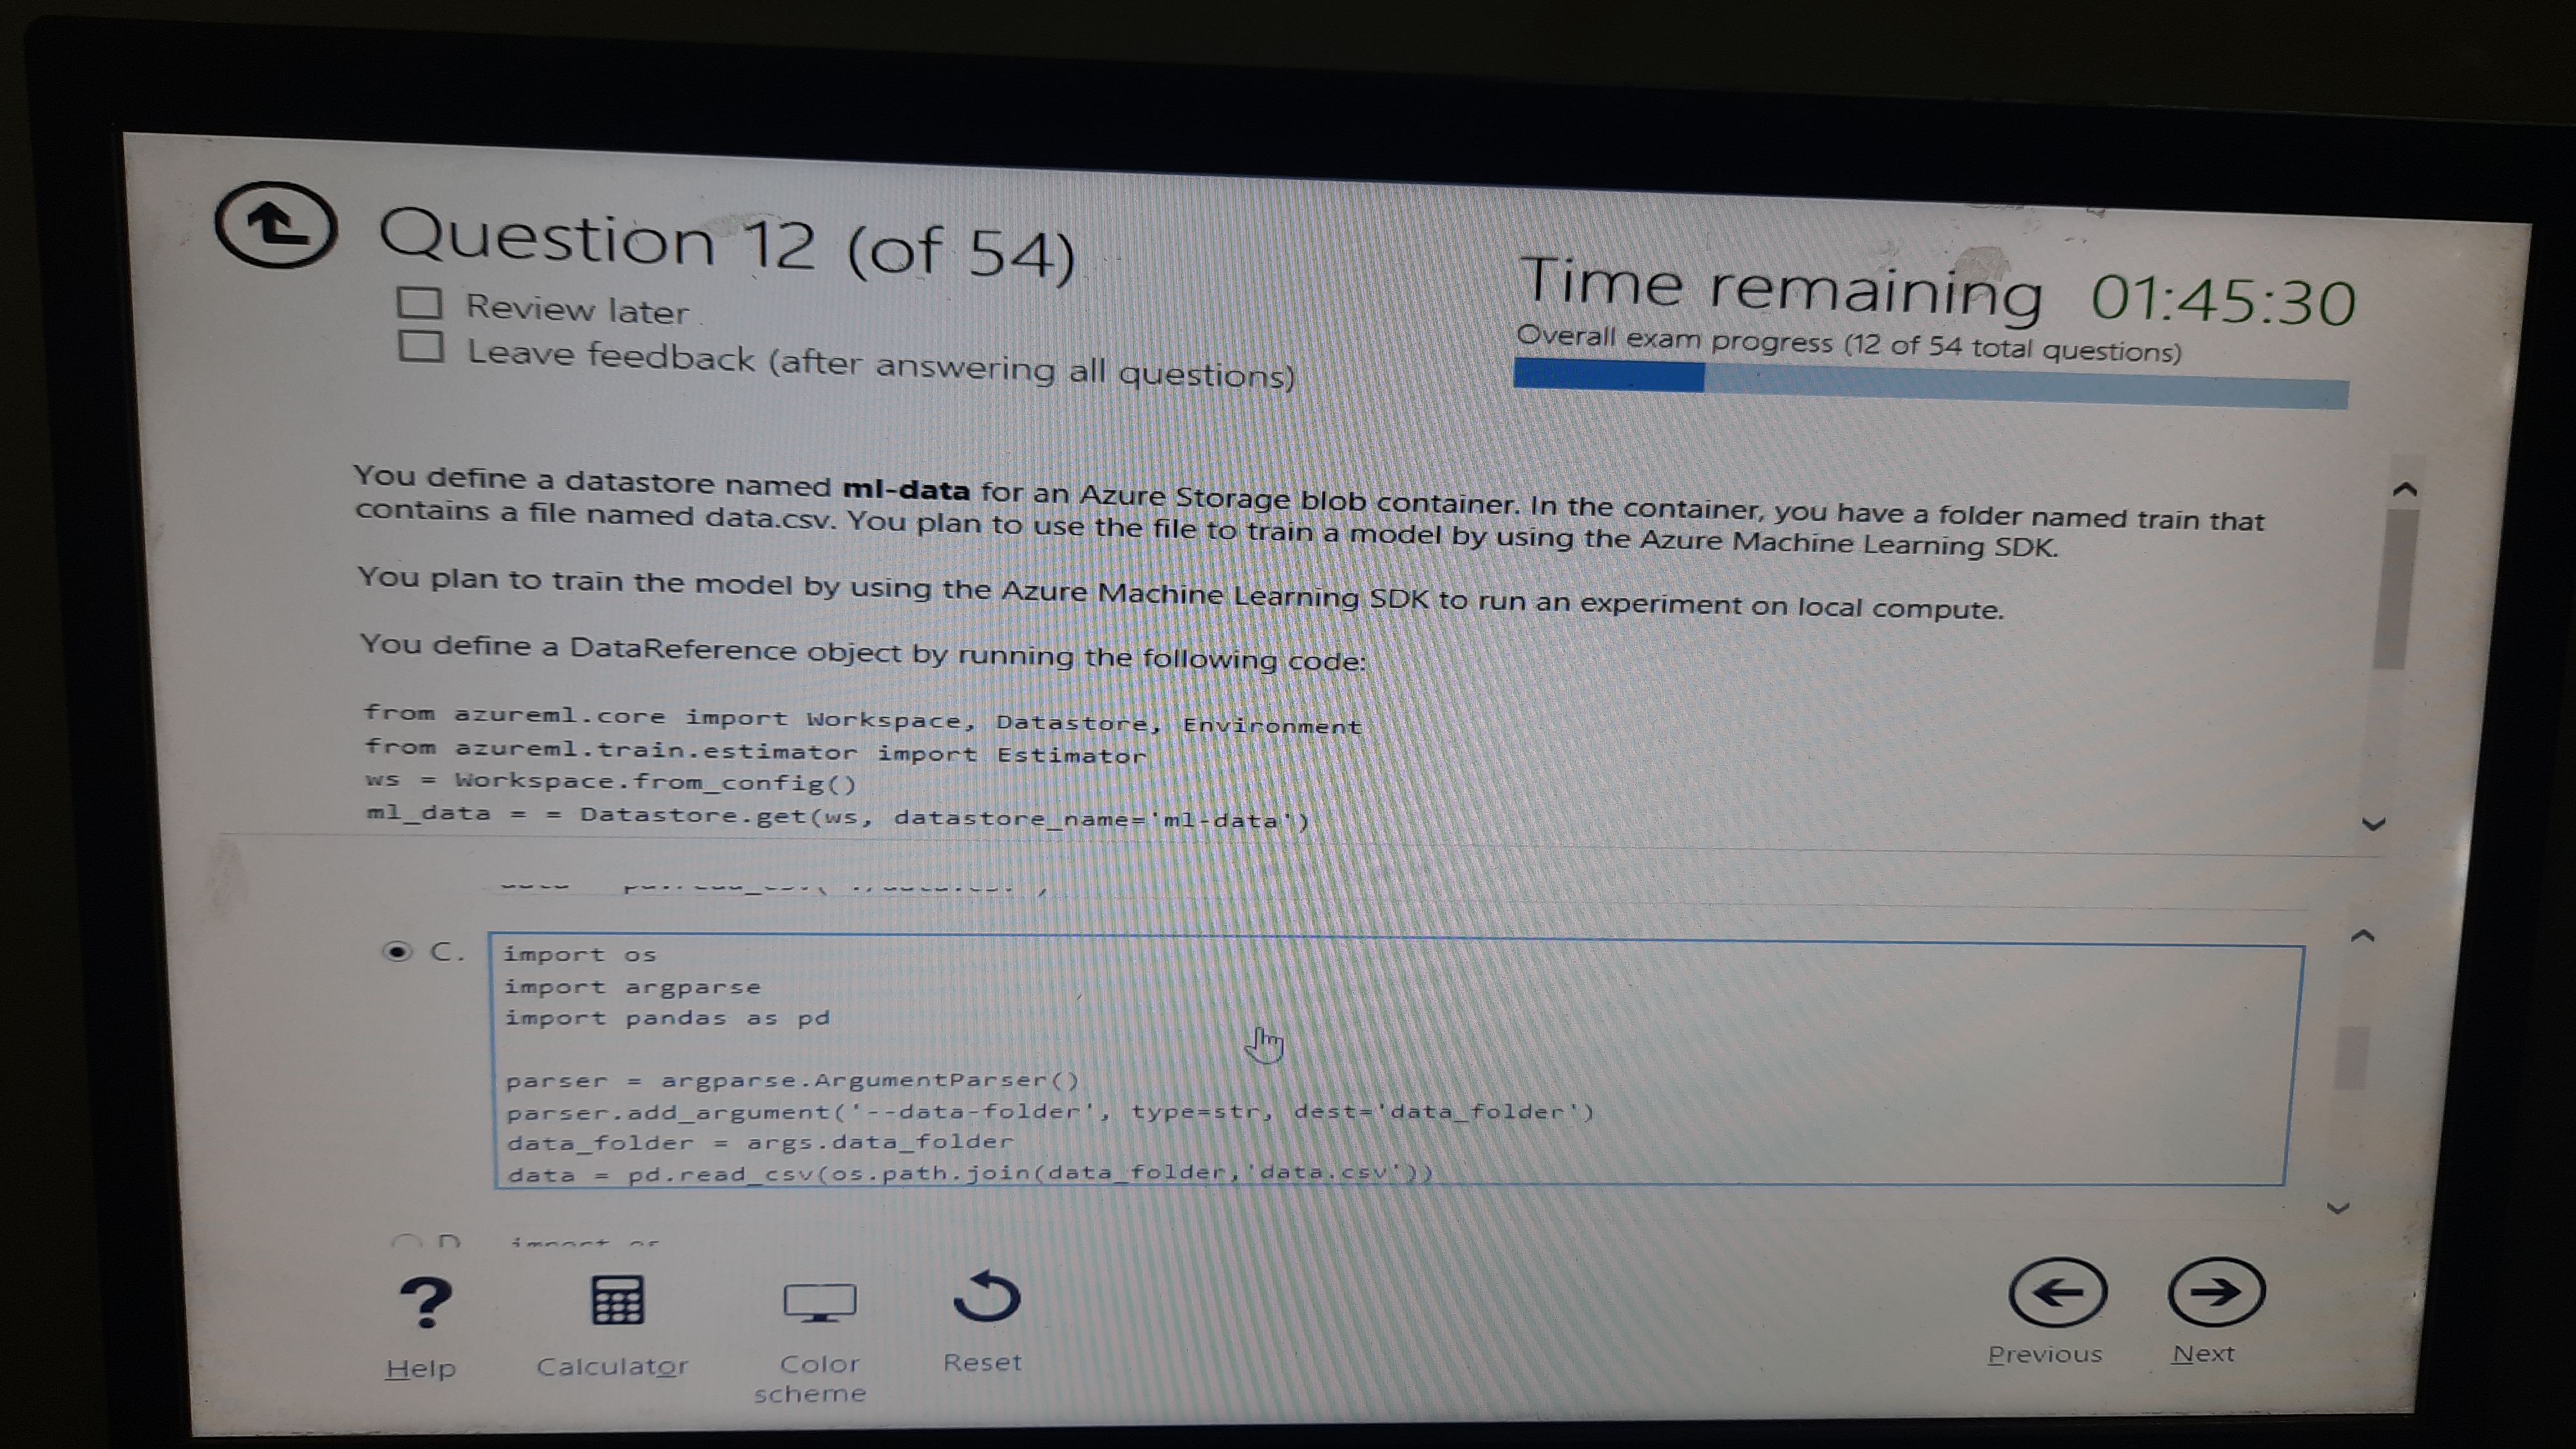 Question 12 (of 54)
Time remaining 01:45:30
Review later
Leave feedback (after answering all questions)
Overall exam progress (12 of 54 total questions)
You define a datastore named ml-data for an Azure Storage blob container. In the container, you have a folder named train that
contains a file named data.csv. You plan to use the file to train a model by using the Azure Machine Learning SDK.
You plan to train the model by using the Azure Machine Learning SDK to run an experiment on local compute.
You define a DataReference object by running the following code:
from azureml.core import Workspace, Datastore, Environment
from azureml.train.estimator import Estimator
ws = Workspace.from_config()
ml_data = = Datastore.get(ws, datastore_name='ml-data')
C. import os
import argparse
import pandas as pd
parser = argparse.ArgumentParser()
parser.add_argument('--data-folder', type=str, dest='data_folder')
data_folder = args.data_folder
data = pd.read_csv(os.path.join(data_folder,'data.csv'))
Help
Calculator
Color
scheme
Reset
Previous
Next